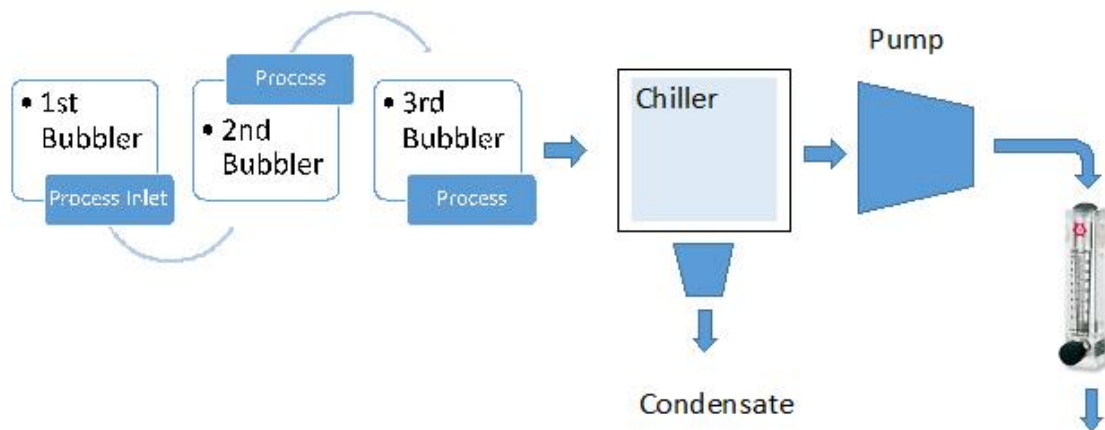 • 1st
Bubbler
Process Inlet
Process
• 2nd
Bubbler
• 3rd
Bubbler
Process
Chiller
Pump
Condensate